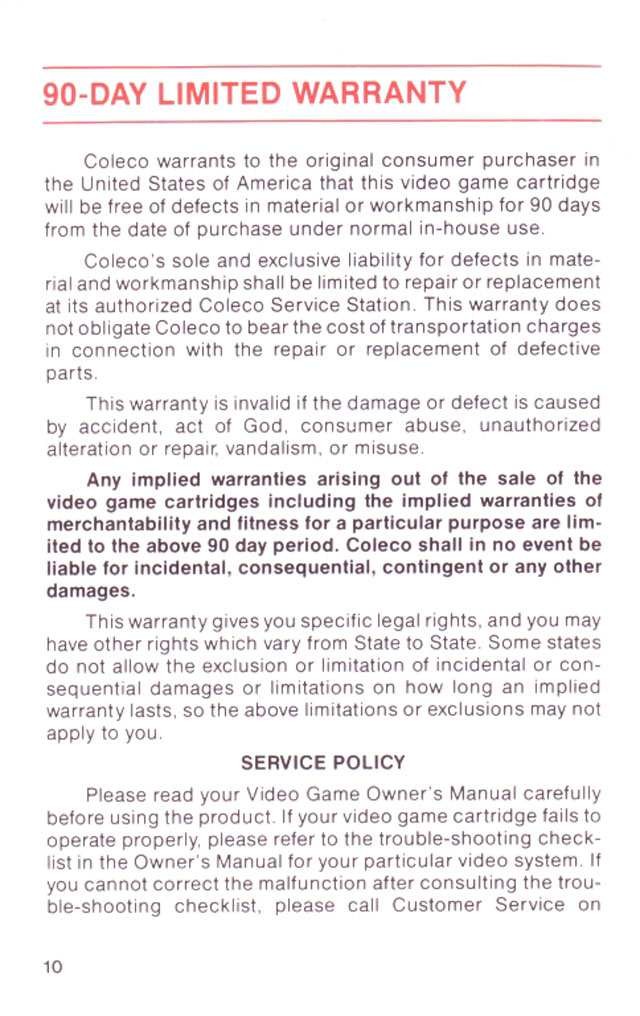 90-DAY LIMITED WARRANTY
Coleco warrants to the original consumer purchaser in
the United States of America that this video game cartridge
will be free of defects in material or workmanship for 90 days
from the date of purchase under normal in-house use.
Coleco's sole and exclusive liability for defects in mate-
rial and workmanship shall be limited to repair or replacement
at its authorized Coleco Service Station. This warranty does
not obligate Coleco to bear the cost of transportation charges
in connection with the repair or replacement of defective
parts.
This warranty is invalid if the damage or defect is caused
by accident, act of God, consumer abuse, unauthorized
alteration or repair, vandalism, or misuse.
Any implied warranties arising out of the sale of the
video game cartridges including the implied warranties of
merchantability and fitness for a particular purpose are lim-
ited to the above 90 day period. Coleco shall in no event be
liable for incidental, consequential, contingent or any other
damages.
This warranty gives you specific legal rights, and you may
have other rights which vary from State to State. Some states
do not allow the exclusion or limitation of incidental or con-
sequential damages or limitations on how long an implied
warranty lasts, so the above limitations or exclusions may not
apply to you.
SERVICE POLICY
Please read your Video Game Owner's Manual carefully
before using the product. If your video game cartridge fails to
operate properly, please refer to the trouble-shooting check-
list in the Owner's Manual for your particular video system. If
you cannot correct the malfunction after consulting the trou-
ble-shooting checklist, please call Customer Service on
10